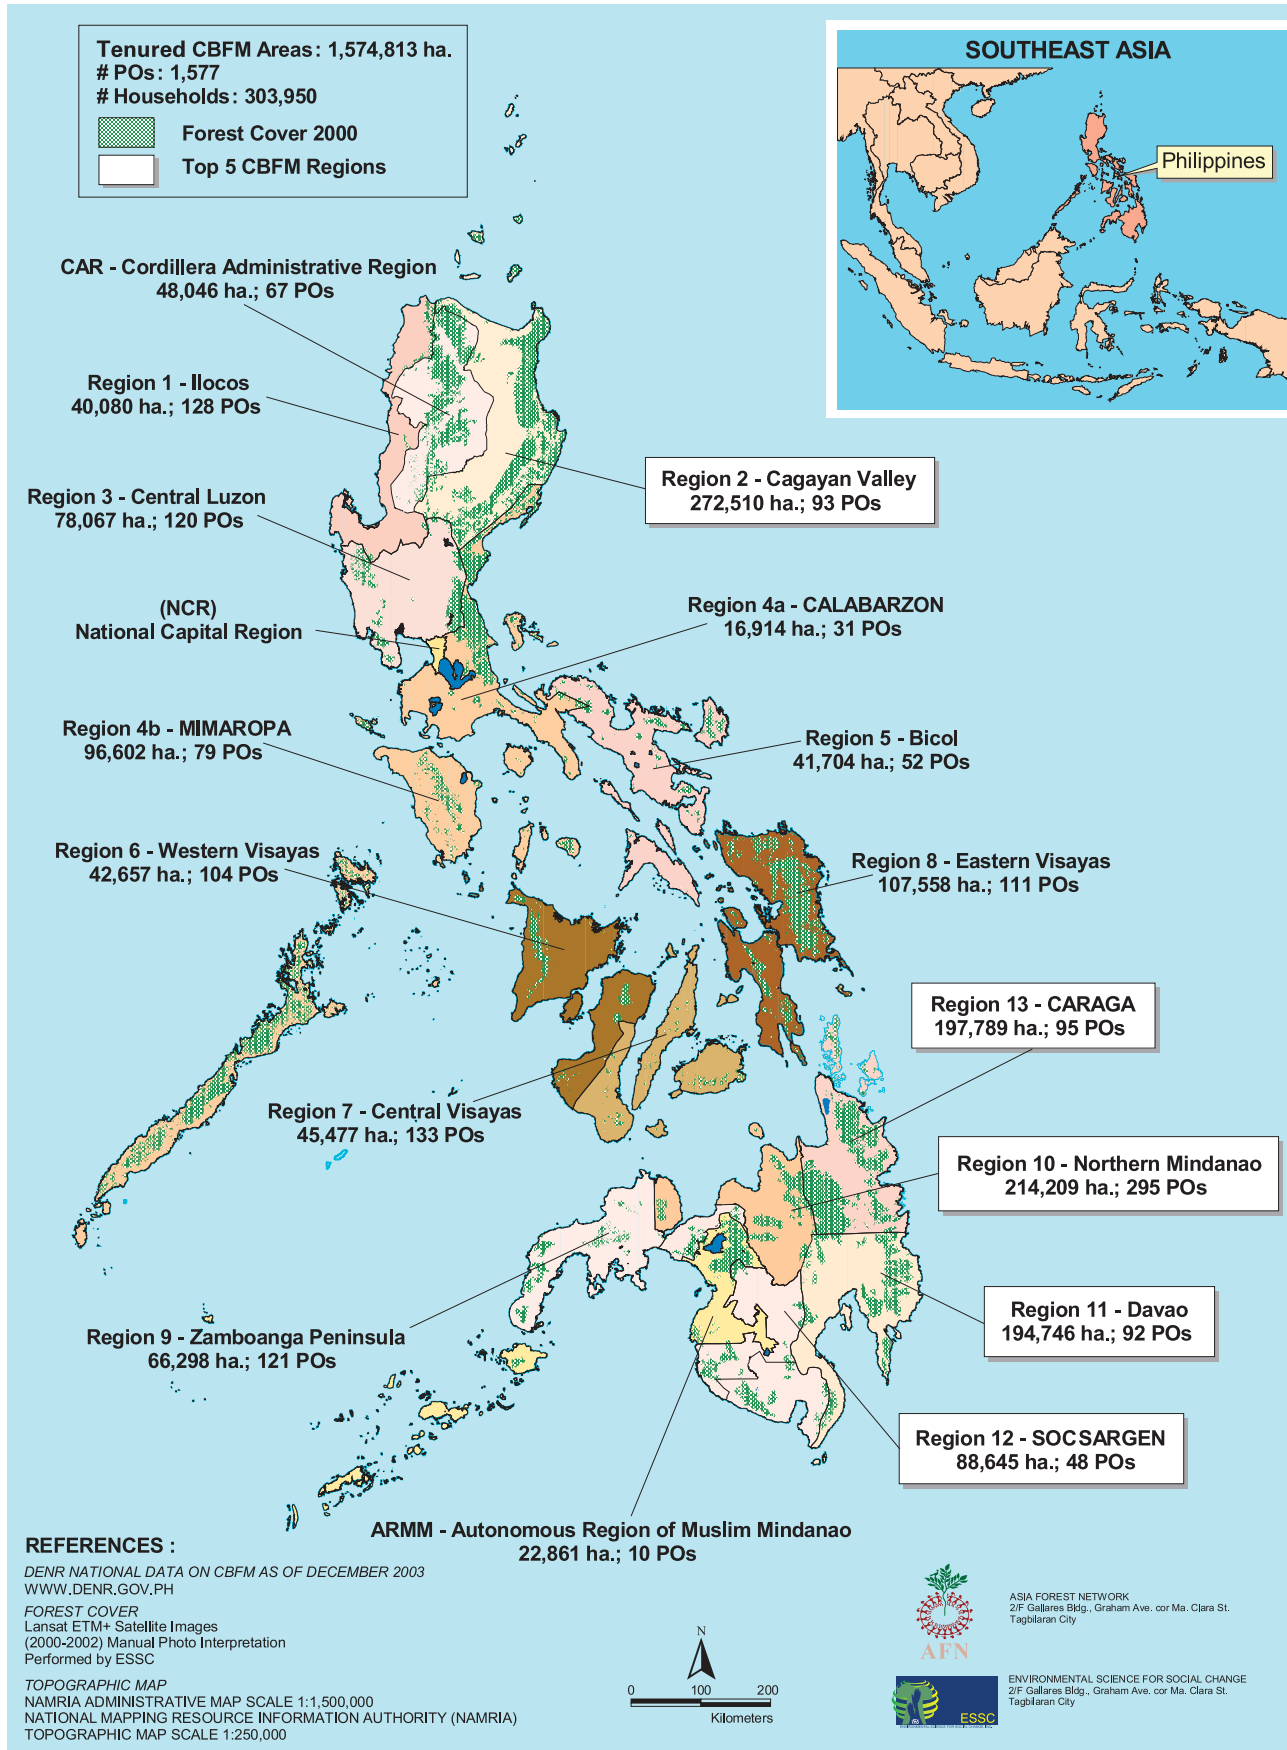 Tenured CBFM Areas: 1,574,813 ha.
# POs: 1,577
# Households: 303,950
Forest Cover 2000
Top 5 CBFM Regions
SOUTHEAST ASIA
Philippines
CAR - Cordillera Administrative Region
48,046 ha.; 67 POs
Region 1 - Ilocos
40,080 ha.; 128 POs
Region 2 - Cagayan Valley
272,510 ha.; 93 POs
Region 3 - Central Luzon
78,067 ha.; 120 POs
(NCR)
National Capital Region
Region 4a - CALABARZON
16,914 ha.; 31 POs
Region 4b - MIMAROPA
96,602 ha.; 79 POs
Region 5 - Bicol
41,704 ha.; 52 POs
Region 6 - Western Visayas
42,657 ha.; 104 POs
Region 8 - Eastern Visayas
107,558 ha.; 111 POs
Region 13 - CARAGA
197,789 ha.; 95 POs
Region 7 - Central Visayas
45,477 ha.; 133 POs
Region 10 - Northern Mindanao
214,209 ha.; 295 POs
Region 11 - Davao
194,746 ha.; 92 POs
Region 9 - Zamboanga Peninsula
66,298 ha.; 121 POs
Region 12 - SOCSARGEN
88,645 ha.; 48 POs
ARMM - Autonomous Region of Muslim Mindanao
22,861 ha.; 10 POs
REFERENCES :
DENR NATIONAL DATA ON CBFM AS OF DECEMBER 2003
WWW.DENR.GOV.PH
FOREST COVER
Lansat ETM+ Satellite Images
(2000-2002) Manual Photo Interpretation
Performed by ESSC
TOPOGRAPHIC MAP
NAMRIA ADMINISTRATIVE MAP SCALE 1:1,500,000
NATIONAL MAPPING RESOURCE INFORMATION AUTHORITY (NAMRIA)
TOPOGRAPHIC MAP SCALE 1:250,000
N
0 100 200
Kilometers
AFN
ASIA FOREST NETWORK
2/F Gallares Bldg., Graham Ave. cor Ma. Clara St.
Tagbilaran City
ESSC
ENVIRONMENTAL SCIENCE FOR SOCIAL CHANGE
2/F Gallares Bldg., Graham Ave. cor Ma. Clara St.
Tagbilaran City